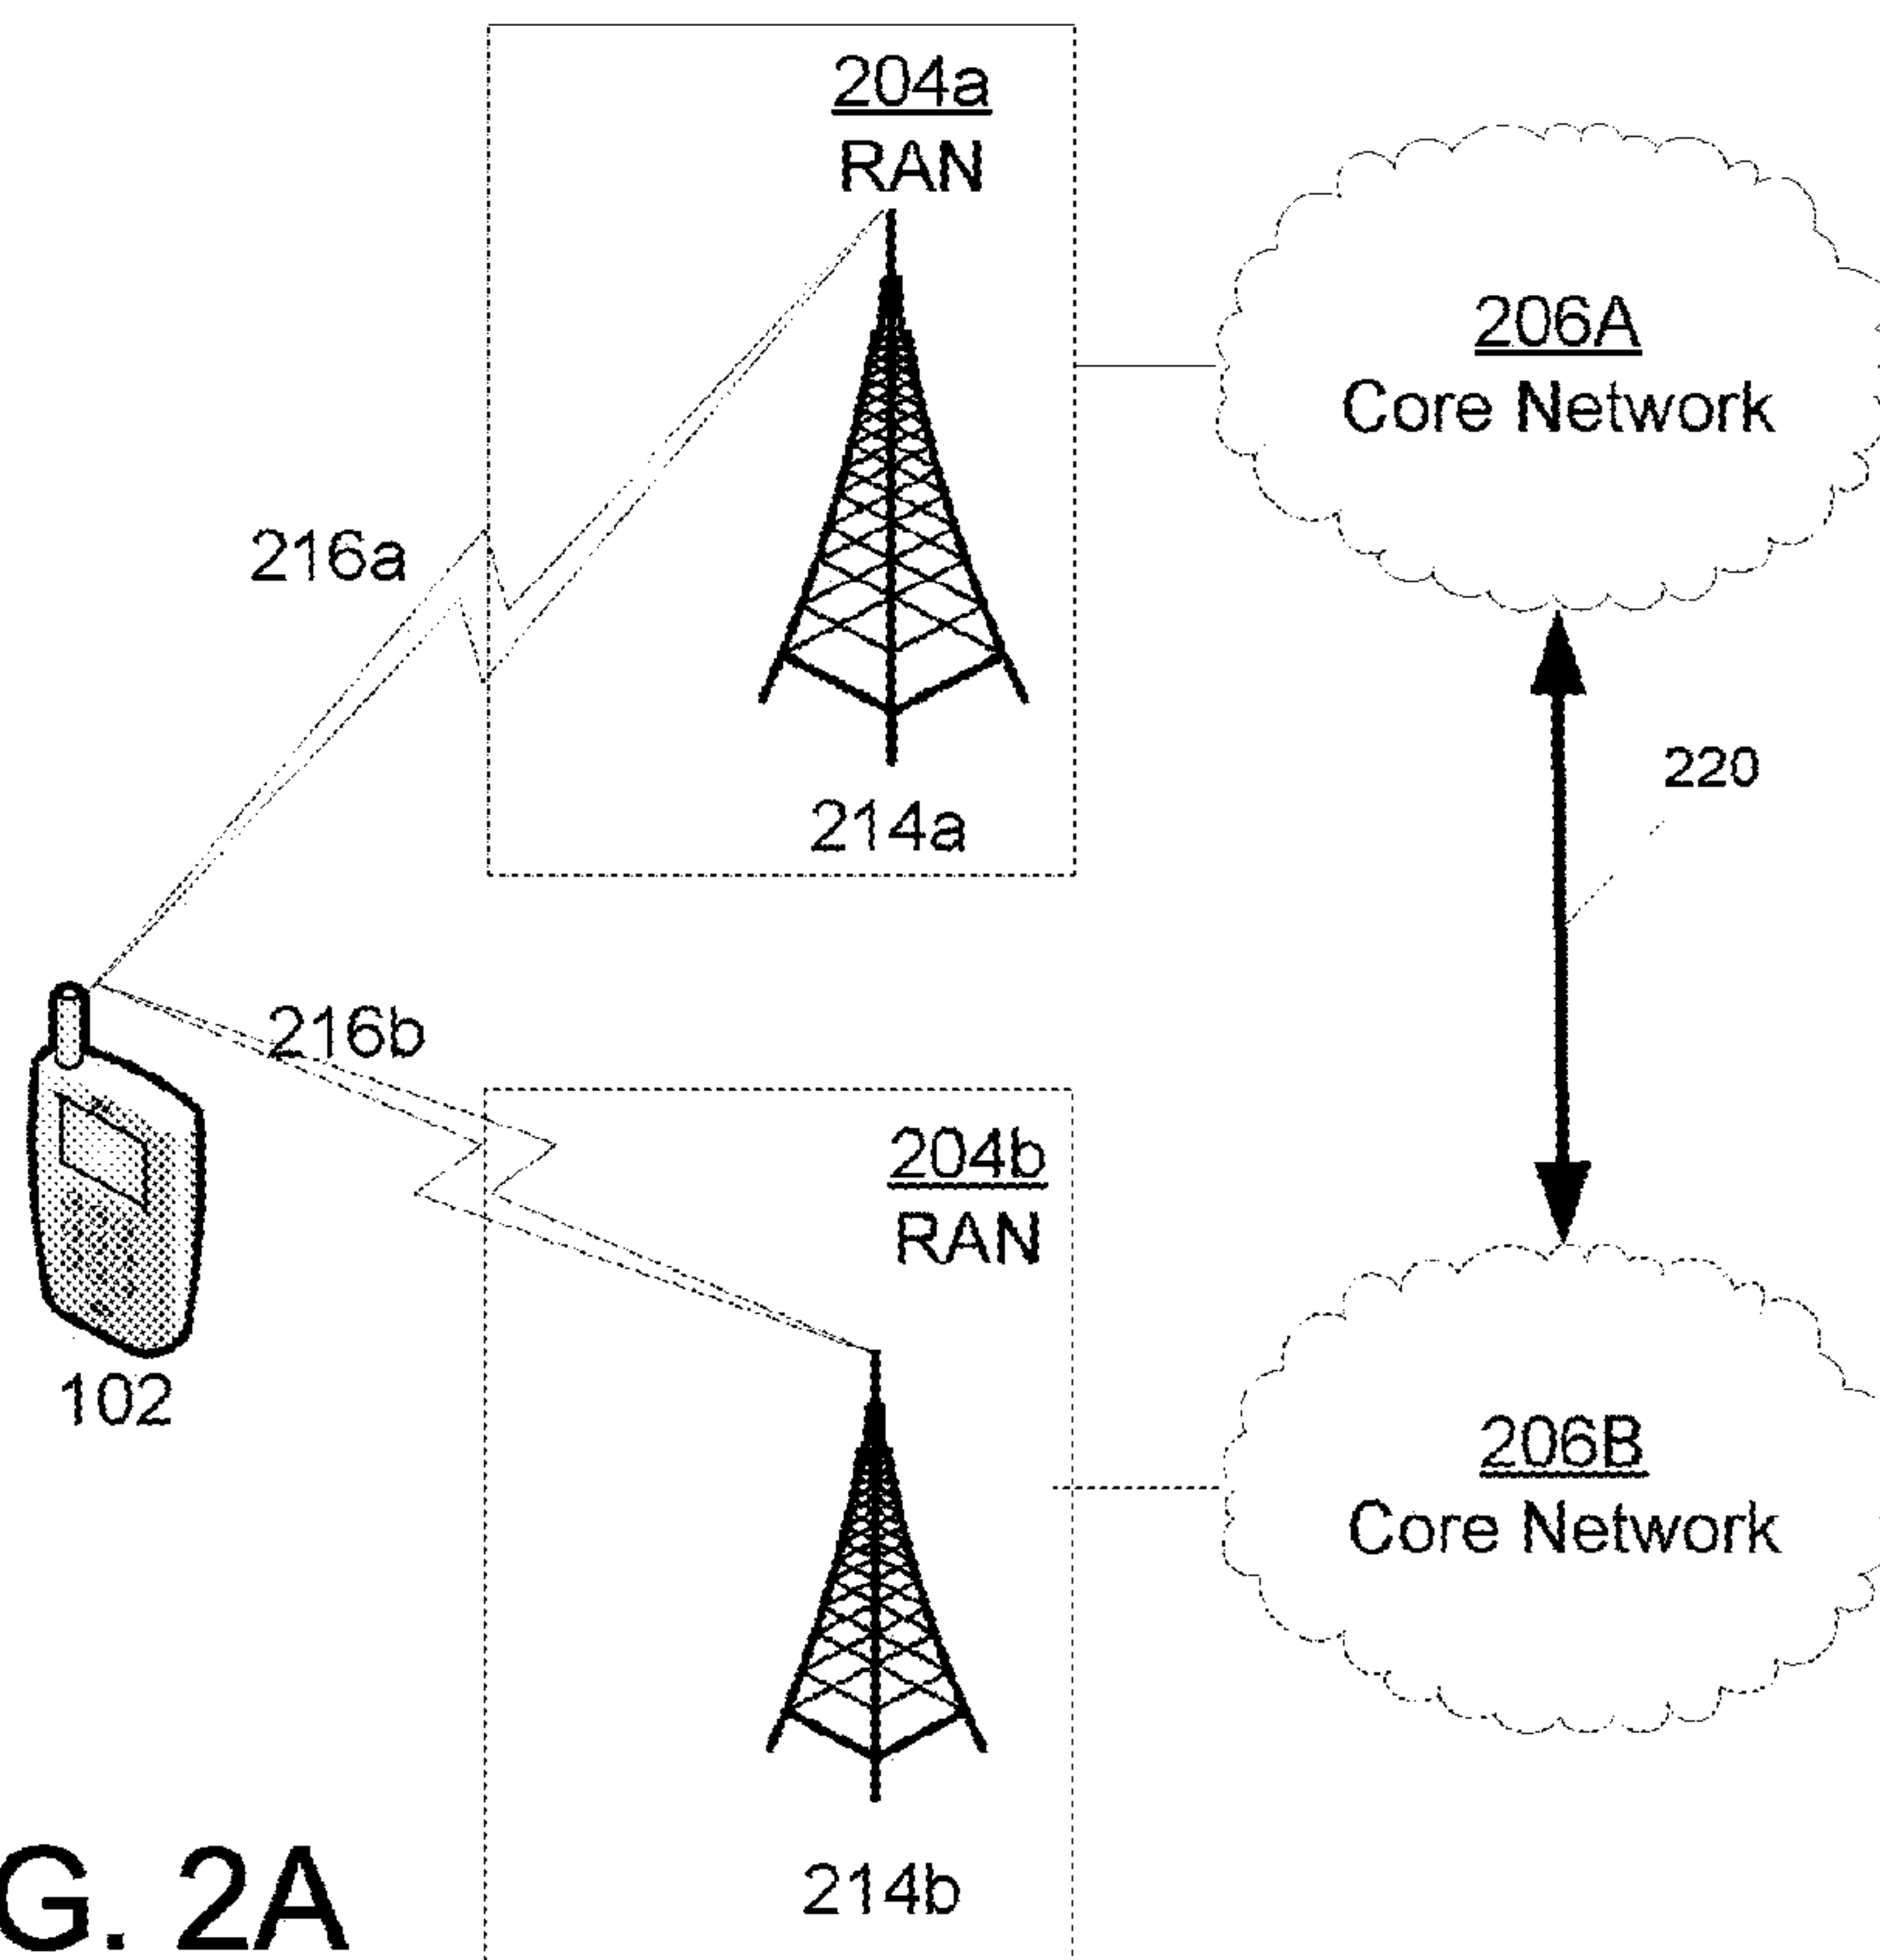 204a
RAN
206A
Core Network
216a
220
214a
216b
204b
RAN
102
206B
Core Network
214b
G. 2A